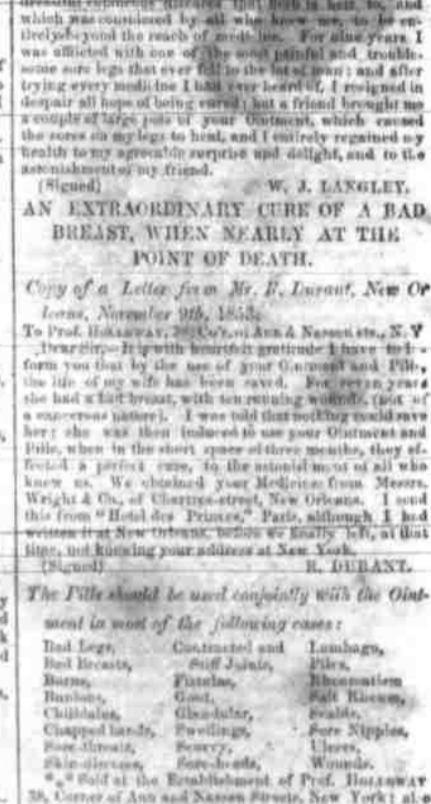 dreadful cutaneous diseases that flesh is heir to, and
which was considered by all who knew me, to be en-
tirely beyond the reach of medicine. For nine years I
was afflicted with one of the most painful and trouble-
some sore legs that ever fell to the lot of man; and after
trying every medicine I had ever heard of, I resigned in
despair all hope of being cured; but a friend brought me
a couple of large pots of your Ointment, which caused
the sores on my legs to heal, and I entirely regained my
health to my agreeable surprise and delight, and to the
astonishment of my friend.
(Signed) W. J. LANGLEY.
AN EXTRAORDINARY CURE OF A BAD
BREAST, WHEN NEARLY AT THE
POINT OF DEATH.
Copy of a Letter from Mr. R. Durant, New Or
leans, November 9th, 1853.
To Prof. HOLLOWAY, 38, Co'r. of Ann & Nassau sts., N. Y
Dear Sir,—It is with heartfelt gratitude I have to in-
form you that by the use of your Ointment and Pills,
the life of my wife has been saved. For seven years
she had a bad breast, with ten running wounds, (not of
a cancerous nature). I was told that nothing could save
her; she was then induced to use your Ointment and
Pills, when in the short space of three months, they ef-
fected a perfect cure, to the astonishment of all who
knew us. We obtained your Medicines from Messrs.
Wright & Co., of Chartres-street, New Orleans. I send
this from "Hotel des Princes," Paris, although I had
written it at New Orleans, before we finally left, at that
time, not knowing your address at New York.
(Signed) R. DURANT.
The Pills should be used conjointly with the Oint-
ment in most of the following cases:
Bad Legs, Contracted and Lumbago,
Bad Breasts, Stiff Joints, Piles,
Burns, Fistulas, Rheumatism
Bunions, Gout, Salt Rheum,
Chilblains, Glandular, Scalds,
Chapped hands, Swellings, Sore Nipples,
Sore-throats, Scurvy, Ulcers,
Skin-diseases, Sore-heads, Wounds.
*** Sold at the Establishment of Prof. HOLLOWAY
38, Corner of Ann and Nassau Streets, New York; also